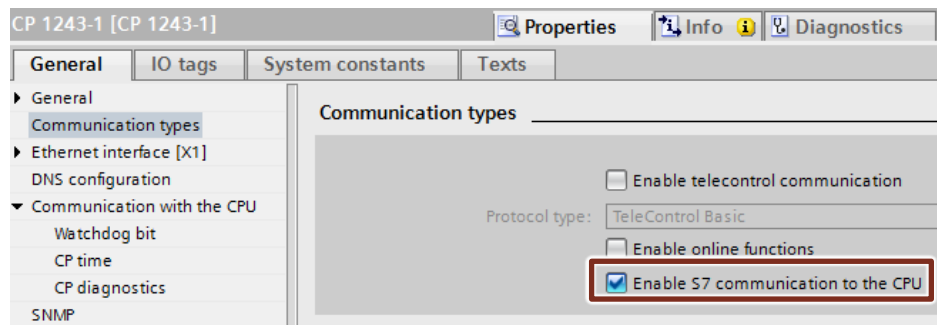 CP 1243-1 [CP 1243-1]
Properties
Info
Diagnostics
General
IO tags
System constants
Texts
General
Communication types
Ethernet interface [X1]
DNS configuration
Communication with the CPU
Watchdog bit
CP time
CP diagnostics
SNMP
Communication types
Enable telecontrol communication
Protocol type: TeleControl Basic
Enable online functions
Enable S7 communication to the CPU